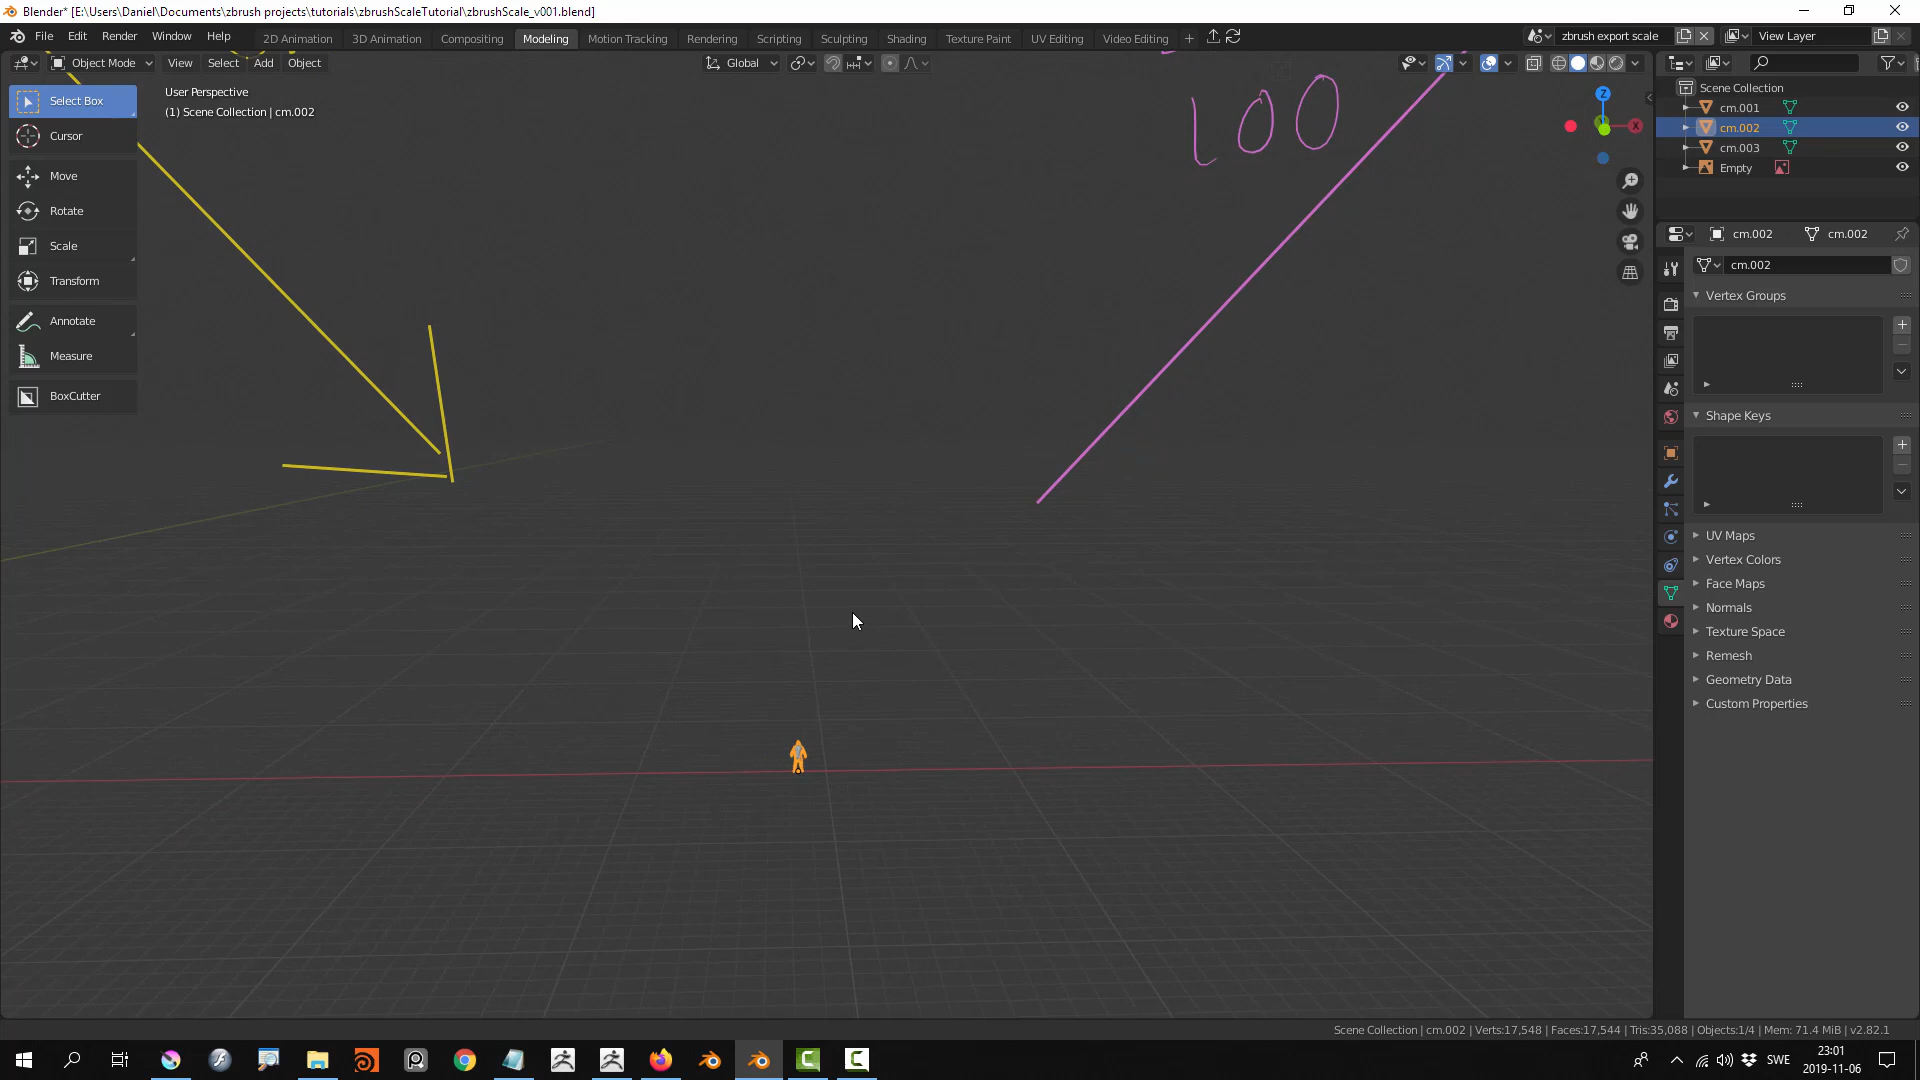 Blender* [E:\Users\Daniel\Documents\zbrush projects\tutorials\zbrushScaleTutorial\zbrushScale_v001.blend]
File Edit Render Window Help 2D Animation 3D Animation Compositing Modeling Motion Tracking Rendering Scripting Sculpting Shading Texture Paint UV Editing Video Editing + zbrush export scale View Layer
Object Mode View Select Add Object Global
User Perspective
(1) Scene Collection | cm.002
100
Select Box
Cursor
Move
Rotate
Scale
Transform
Annotate
Measure
BoxCutter
Z
X
Scene Collection
cm.001
cm.002
cm.003
Empty
cm.002 cm.002
cm.002
Vertex Groups
Shape Keys
UV Maps
Vertex Colors
Face Maps
Normals
Texture Space
Remesh
Geometry Data
Custom Properties
Scene Collection | cm.002 | Verts:17,548 | Faces:17,544 | Tris:35,088 | Objects:1/4 | Mem: 71.4 MiB | v2.82.1
SWE
23:01
2019-11-06